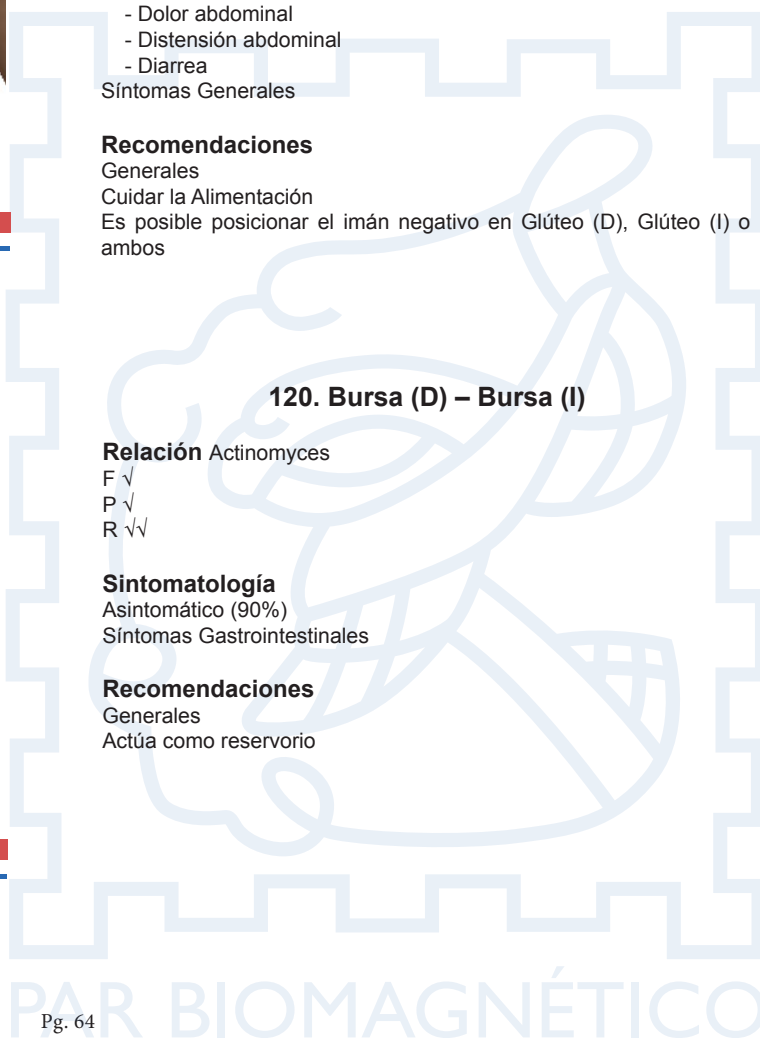 - Dolor abdominal
- Distensión abdominal
- Diarrea
Síntomas Generales
Recomendaciones
Generales
Cuidar la Alimentación
Es posible posicionar el imán negativo en Glúteo (D), Glúteo (I) o
ambos
120. Bursa (D) – Bursa (I)
Relación Actinomyces
F √
P √
R √√
Sintomatología
Asintomático (90%)
Síntomas Gastrointestinales
Recomendaciones
Generales
Actúa como reservorio
PAR BIOMAGNÉTICO
Pg. 64